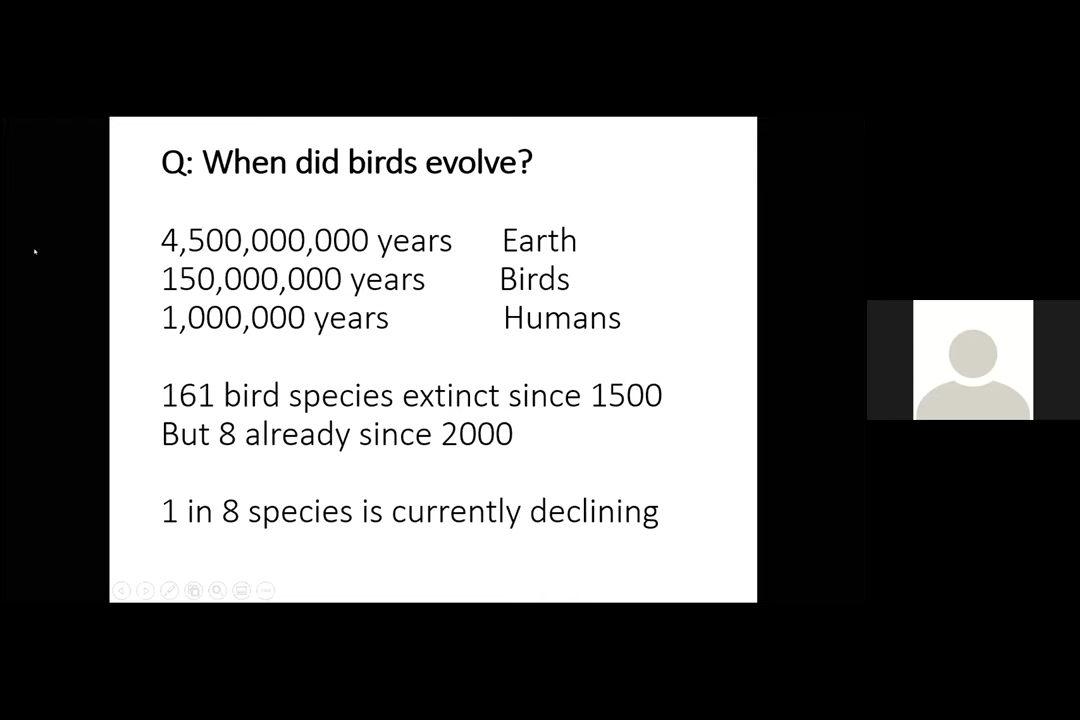 Q: When did birds evolve?
4,500,000,000 years Earth
150,000,000 years Birds
1,000,000 years Humans
161 bird species extinct since 1500
But 8 already since 2000
1 in 8 species is currently declining